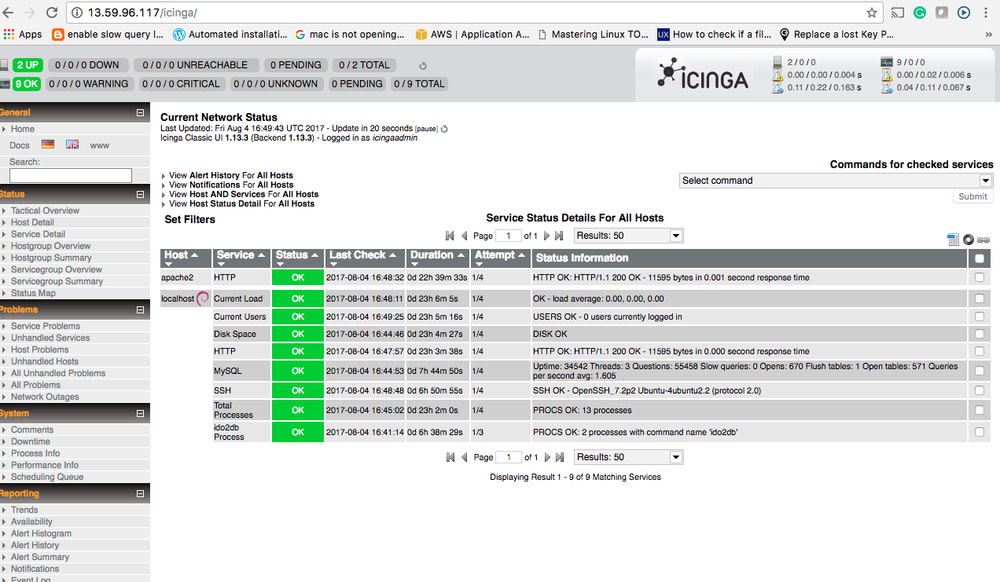 13.59.96.117/icinga/
Apps enable slow query l... Automated installati... mac is not opening... AWS | Application A... Mastering Linux TO... UX How to check if a fil... Replace a lost Key P... »
2 UP 0 / 0 / 0 DOWN 0 / 0 / 0 UNREACHABLE 0 PENDING 0 / 2 TOTAL
9 OK 0 / 0 / 0 WARNING 0 / 0 / 0 CRITICAL 0 / 0 / 0 UNKNOWN 0 PENDING 0 / 9 TOTAL
ICINGA
2 / 0 / 0 9 / 0 / 0
0.00 / 0.00 / 0.004 s 0.00 / 0.02 / 0.006 s
0.11 / 0.22 / 0.163 s 0.04 / 0.11 / 0.067 s
General
Home
Docs www
Search:
Status
Tactical Overview
Host Detail
Service Detail
Hostgroup Overview
Hostgroup Summary
Servicegroup Overview
Servicegroup Summary
Status Map
Problems
Service Problems
Unhandled Services
Host Problems
Unhandled Hosts
All Unhandled Problems
All Problems
Network Outages
System
Comments
Downtime
Process Info
Performance Info
Scheduling Queue
Reporting
Trends
Availability
Alert Histogram
Alert History
Alert Summary
Notifications
Event Log
Current Network Status
Last Updated: Fri Aug 4 16:49:43 UTC 2017 - Update in 20 seconds [pause]
Icinga Classic UI 1.13.3 (Backend 1.13.3) - Logged in as icingaadmin
View Alert History For All Hosts
View Notifications For All Hosts
View Host AND Services For All Hosts
View Host Status Detail For All Hosts
Commands for checked services
Select command
Submit
Set Filters
Service Status Details For All Hosts
Page 1 of 1 Results: 50
Host Service Status Last Check Duration Attempt Status Information
apache2 HTTP OK 2017-08-04 16:48:32 0d 22h 39m 33s 1/4 HTTP OK: HTTP/1.1 200 OK - 11595 bytes in 0.001 second response time
localhost Current Load OK 2017-08-04 16:48:11 0d 23h 6m 5s 1/4 OK - load average: 0.00, 0.00, 0.00
Current Users OK 2017-08-04 16:49:25 0d 23h 5m 16s 1/4 USERS OK - 0 users currently logged in
Disk Space OK 2017-08-04 16:44:46 0d 23h 4m 27s 1/4 DISK OK
HTTP OK 2017-08-04 16:47:57 0d 23h 3m 38s 1/4 HTTP OK: HTTP/1.1 200 OK - 11595 bytes in 0.000 second response time
MySQL OK 2017-08-04 16:44:53 0d 7h 44m 50s 1/4 Uptime: 34542 Threads: 3 Questions: 55458 Slow queries: 0 Opens: 670 Flush tables: 1 Open tables: 571 Queries
per second avg: 1.605
SSH OK 2017-08-04 16:48:48 0d 6h 50m 55s 1/4 SSH OK - OpenSSH_7.2p2 Ubuntu-4ubuntu2.2 (protocol 2.0)
Total
Processes OK 2017-08-04 16:45:02 0d 23h 2m 0s 1/4 PROCS OK: 13 processes
ido2db
Process OK 2017-08-04 16:41:14 0d 6h 38m 29s 1/3 PROCS OK: 2 processes with command name 'ido2db'
Page 1 of 1 Results: 50
Displaying Result 1 - 9 of 9 Matching Services